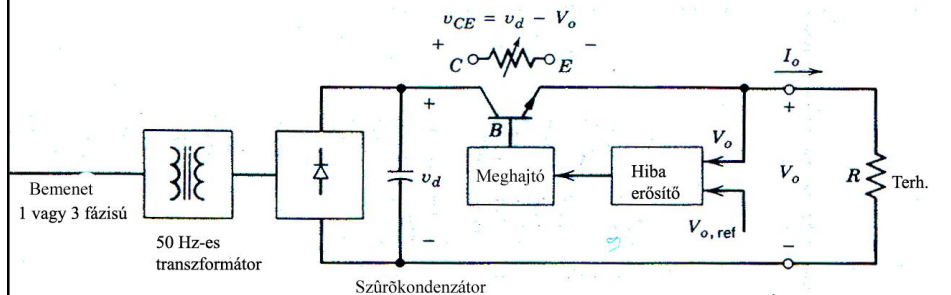 v_CE = v_d − V_o
+ −
C E
I_o
+ B +
V_o
Bemenet
1 vagy 3 fázisú
v_d
Meghajtó
Hiba
erősítő
V_o
R
Terh.
V_o, ref
50 Hz-es
transzformátor
− −
Szûrõkondenzátor